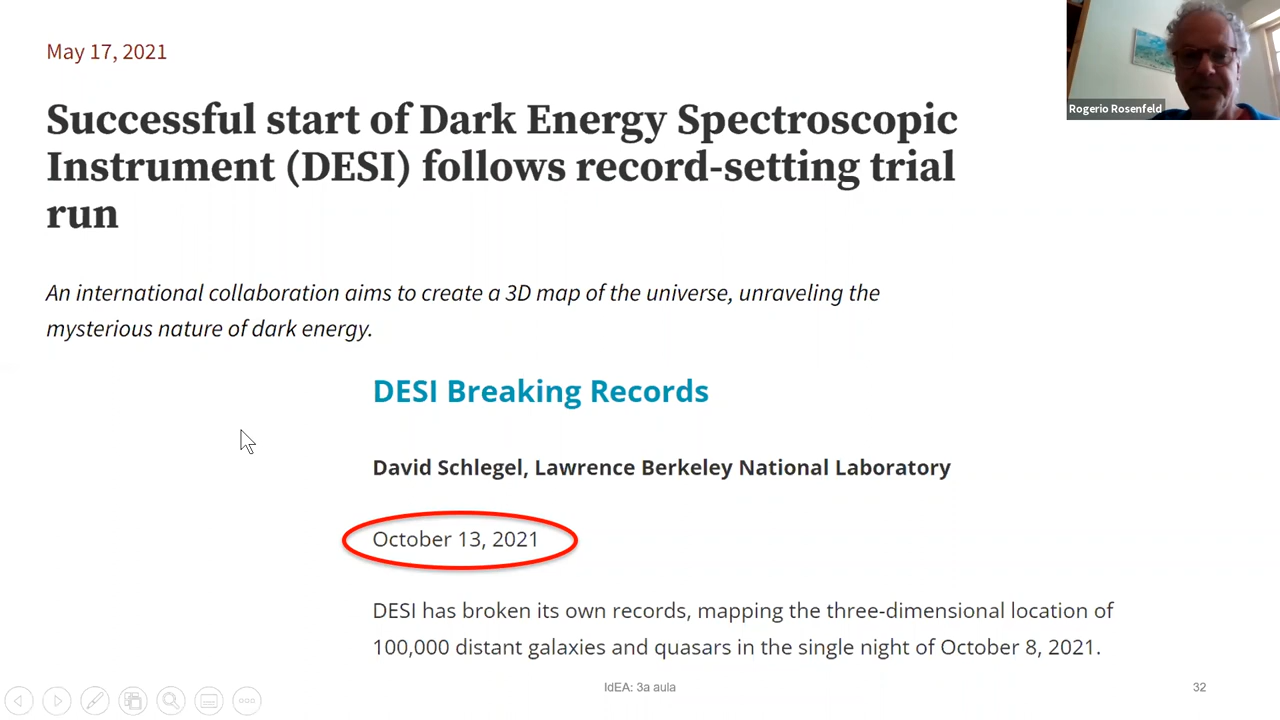 May 17, 2021
Rogerio Rosenfeld
Successful start of Dark Energy Spectroscopic
Instrument (DESI) follows record-setting trial
run
An international collaboration aims to create a 3D map of the universe, unraveling the
mysterious nature of dark energy.
DESI Breaking Records
David Schlegel, Lawrence Berkeley National Laboratory
October 13, 2021
DESI has broken its own records, mapping the three-dimensional location of
100,000 distant galaxies and quasars in the single night of October 8, 2021.
IdEA: 3a aula
32